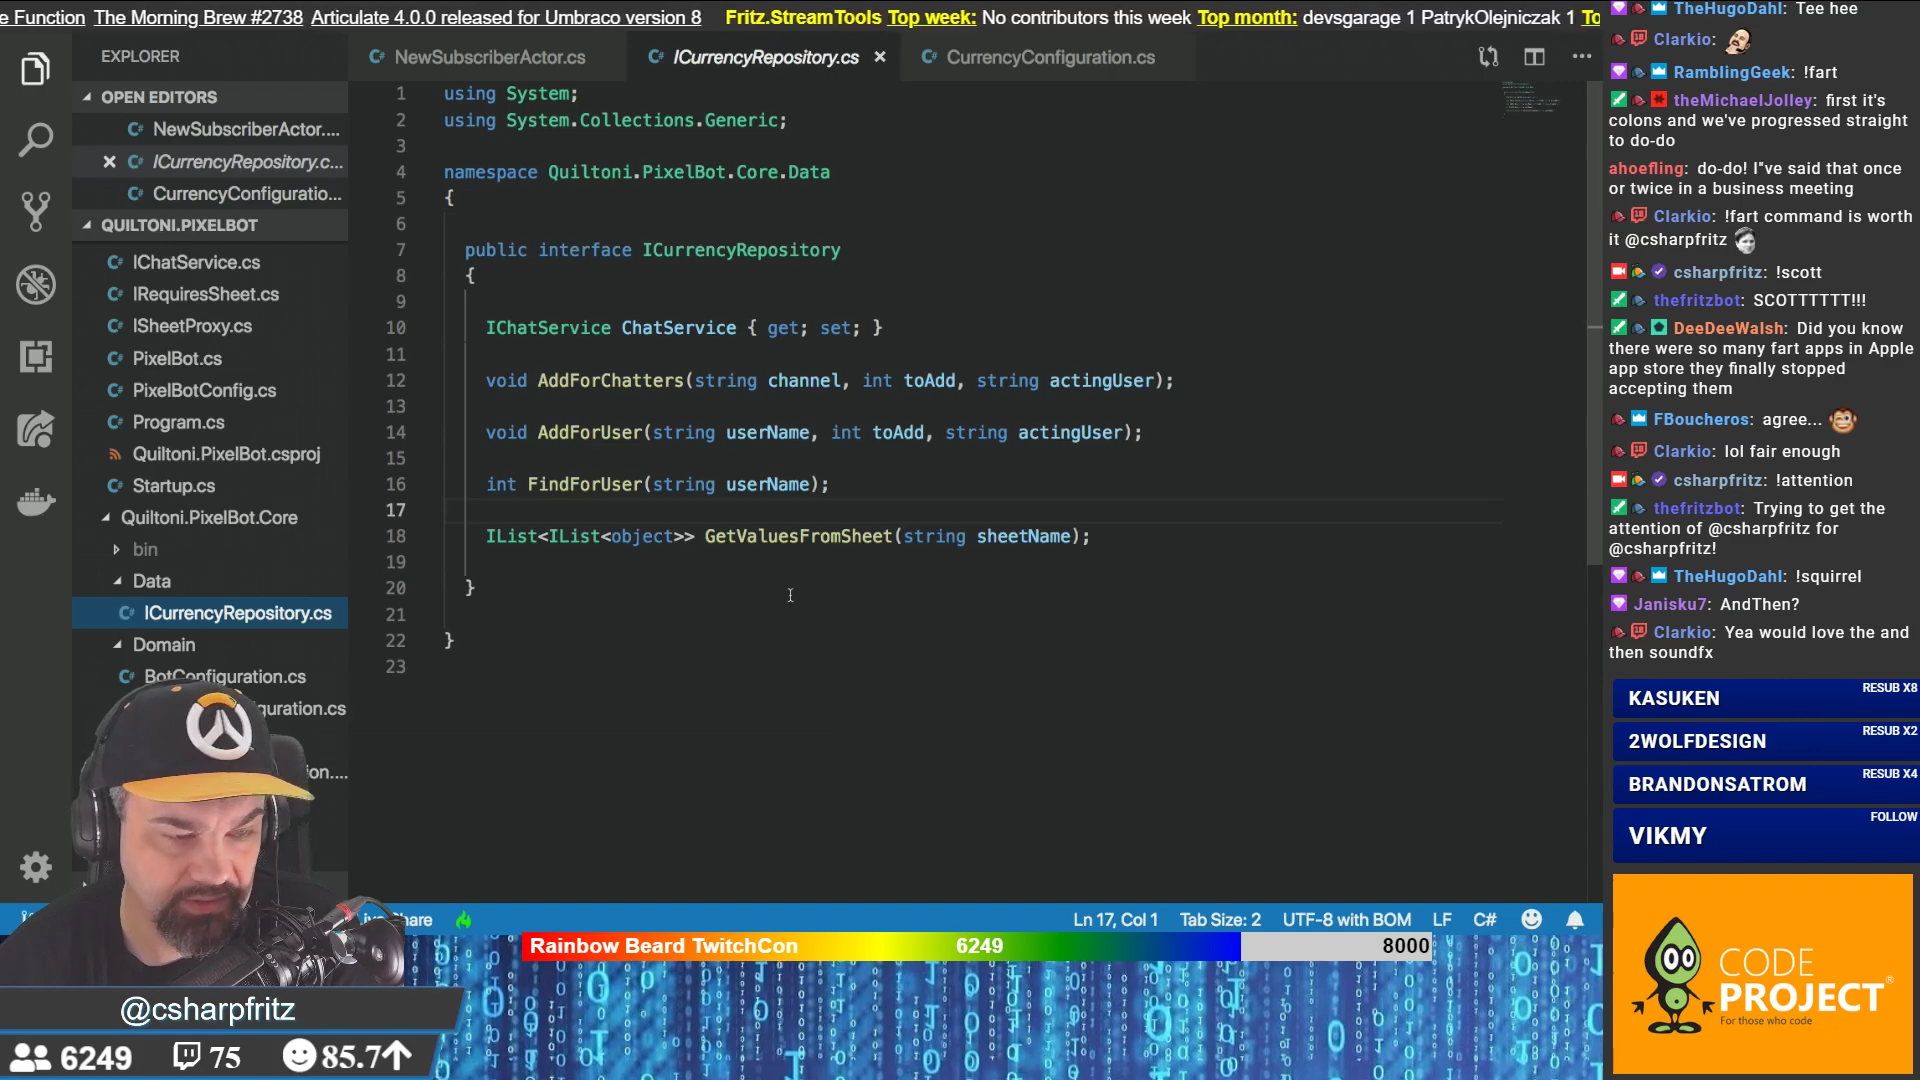 e Function The Morning Brew #2738 Articulate 4.0.0 released for Umbraco version 8 Fritz.StreamTools Top week: No contributors this week Top month: devsgarage 1 PatrykOlejniczak 1 To
EXPLORER
OPEN EDITORS
NewSubscriberActor....
ICurrencyRepository.c...
CurrencyConfiguratio...
QUILTONI.PIXELBOT
IChatService.cs
IRequiresSheet.cs
ISheetProxy.cs
PixelBot.cs
PixelBotConfig.cs
Program.cs
Quiltoni.PixelBot.csproj
Startup.cs
Quiltoni.PixelBot.Core
bin
Data
ICurrencyRepository.cs
Domain
BotConfiguration.cs
guration.cs
on....
NewSubscriberActor.cs
ICurrencyRepository.cs
CurrencyConfiguration.cs
1 using System;
2 using System.Collections.Generic;
3
4 namespace Quiltoni.PixelBot.Core.Data
5 {
6
7 public interface ICurrencyRepository
8 {
9
10 IChatService ChatService { get; set; }
11
12 void AddForChatters(string channel, int toAdd, string actingUser);
13
14 void AddForUser(string userName, int toAdd, string actingUser);
15
16 int FindForUser(string userName);
17
18 IList<IList<object>> GetValuesFromSheet(string sheetName);
19
20 }
21
22 }
23
Share
Ln 17, Col 1 Tab Size: 2 UTF-8 with BOM LF C#
Rainbow Beard TwitchCon 6249 8000
@csharpfritz
6249 75 85.7
TheHugoDahl: Tee hee
Clarkio:
RamblingGeek: !fart
theMichaelJolley: first it's
colons and we've progressed straight
to do-do
ahoefling: do-do! I"ve said that once
or twice in a business meeting
Clarkio: !fart command is worth
it @csharpfritz
csharpfritz: !scott
thefritzbot: SCOTTTTTT!!!
DeeDeeWalsh: Did you know
there were so many fart apps in Apple
app store they finally stopped
accepting them
FBoucheros: agree...
Clarkio: lol fair enough
csharpfritz: !attention
thefritzbot: Trying to get the
attention of @csharpfritz for
@csharpfritz!
TheHugoDahl: !squirrel
Janisku7: AndThen?
Clarkio: Yea would love the and
then soundfx
KASUKEN RESUB X8
2WOLFDESIGN RESUB X2
BRANDONSATROM RESUB X4
VIKMY FOLLOW
CODE
PROJECT®
For those who code